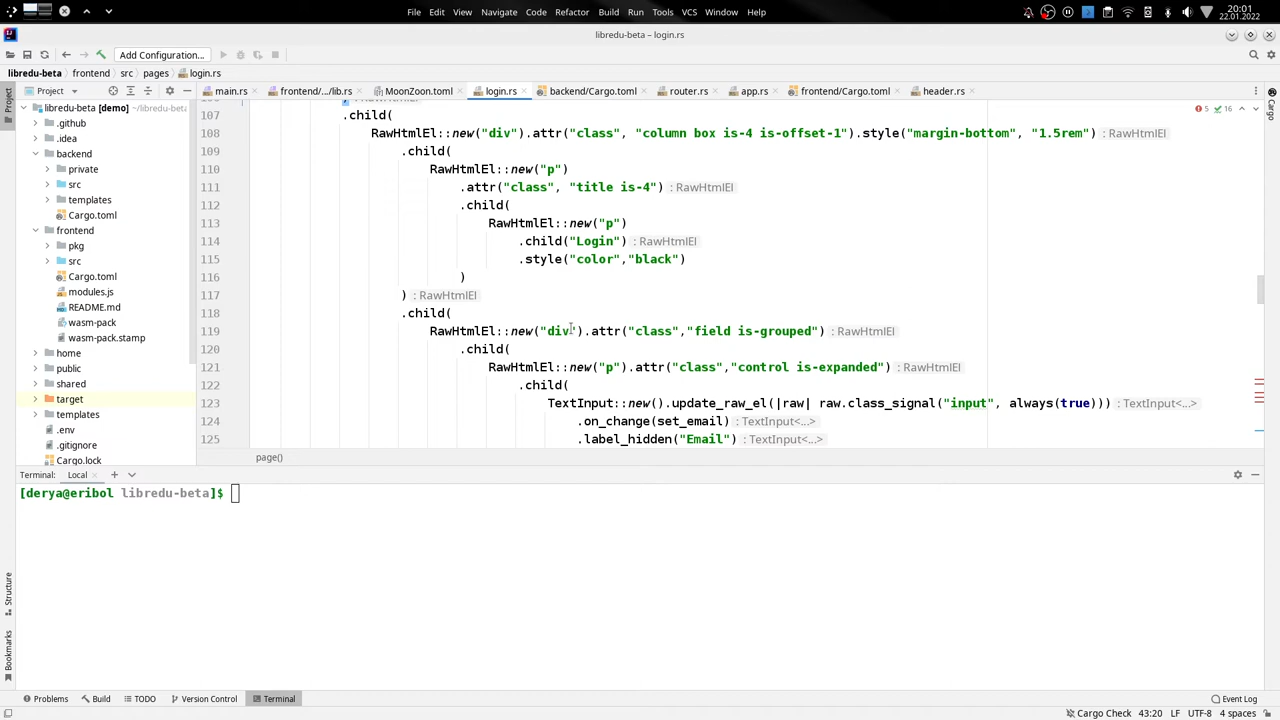 File Edit View Navigate Code Refactor Build Run Tools VCS Window Help
20:01
22.01.2022
libredu-beta – login.rs
Add Configuration...
libredu-beta frontend src pages login.rs
Project
main.rs frontend/.../lib.rs MoonZoon.toml login.rs backend/Cargo.toml router.rs app.rs frontend/Cargo.toml header.rs
libredu-beta [demo] ~/libredu-beta
.github
.idea
backend
private
src
templates
Cargo.toml
frontend
pkg
src
Cargo.toml
modules.js
README.md
wasm-pack
wasm-pack.stamp
home
public
shared
target
templates
.env
.gitignore
Cargo.lock
5 16
106 ) : RawHtmlEl
107 .child(
108 RawHtmlEl::new("div").attr("class", "column box is-4 is-offset-1").style("margin-bottom", "1.5rem") : RawHtmlEl
109 .child(
110 RawHtmlEl::new("p")
111 .attr("class", "title is-4") : RawHtmlEl
112 .child(
113 RawHtmlEl::new("p")
114 .child("Login") : RawHtmlEl
115 .style("color","black")
116 )
117 ) : RawHtmlEl
118 .child(
119 RawHtmlEl::new("div").attr("class","field is-grouped") : RawHtmlEl
120 .child(
121 RawHtmlEl::new("p").attr("class","control is-expanded") : RawHtmlEl
122 .child(
123 TextInput::new().update_raw_el(|raw| raw.class_signal("input", always(true))) : TextInput<...>
124 .on_change(set_email) : TextInput<...>
125 .label_hidden("Email") : TextInput<...>
page()
Project
Structure
Bookmarks
Cargo
Terminal: Local
[derya@eribol libredu-beta]$
Problems Build TODO Version Control Terminal Event Log
Cargo Check 43:20 LF UTF-8 4 spaces